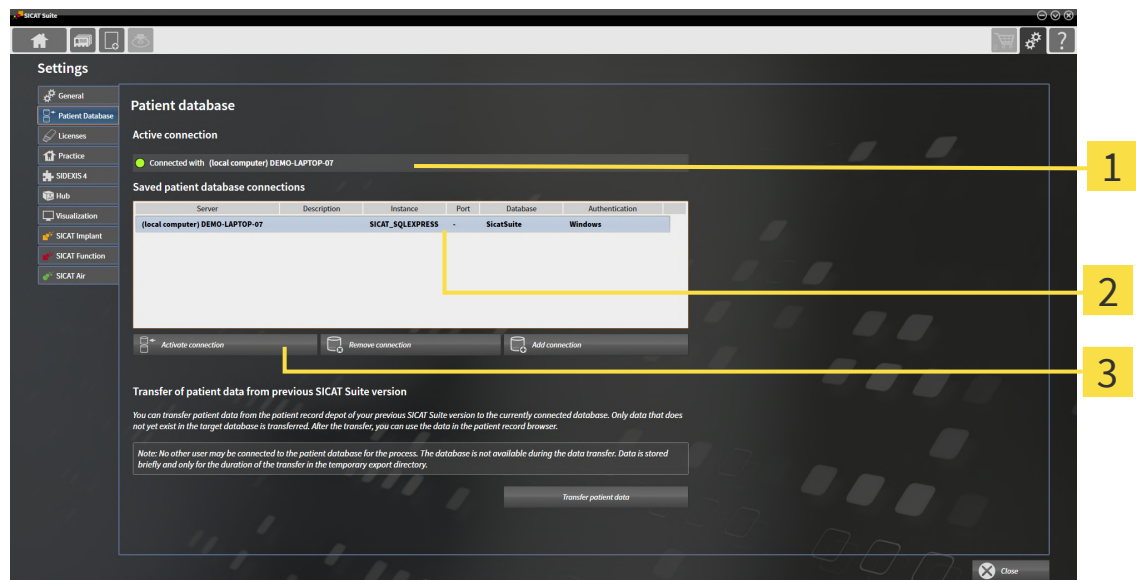 SICAT Suite
Settings
General
Patient Database
Licenses
Practice
SIDEXIS 4
Hub
Visualization
SICAT Implant
SICAT Function
SICAT Air
Patient database
Active connection
Connected with (local computer) DEMO-LAPTOP-07
Saved patient database connections
Server Description Instance Port Database Authentication
(local computer) DEMO-LAPTOP-07 SICAT_SQLEXPRESS - SicatSuite Windows
Activate connection Remove connection Add connection
Transfer of patient data from previous SICAT Suite version
You can transfer patient data from the patient record depot of your previous SICAT Suite version to the currently connected database. Only data that does
not yet exist in the target database is transferred. After the transfer, you can use the data in the patient record browser.
Note: No other user may be connected to the patient database for the process. The database is not available during the data transfer. Data is stored
briefly and only for the duration of the transfer in the temporary export directory.
Transfer patient data
Close
?
1
2
3